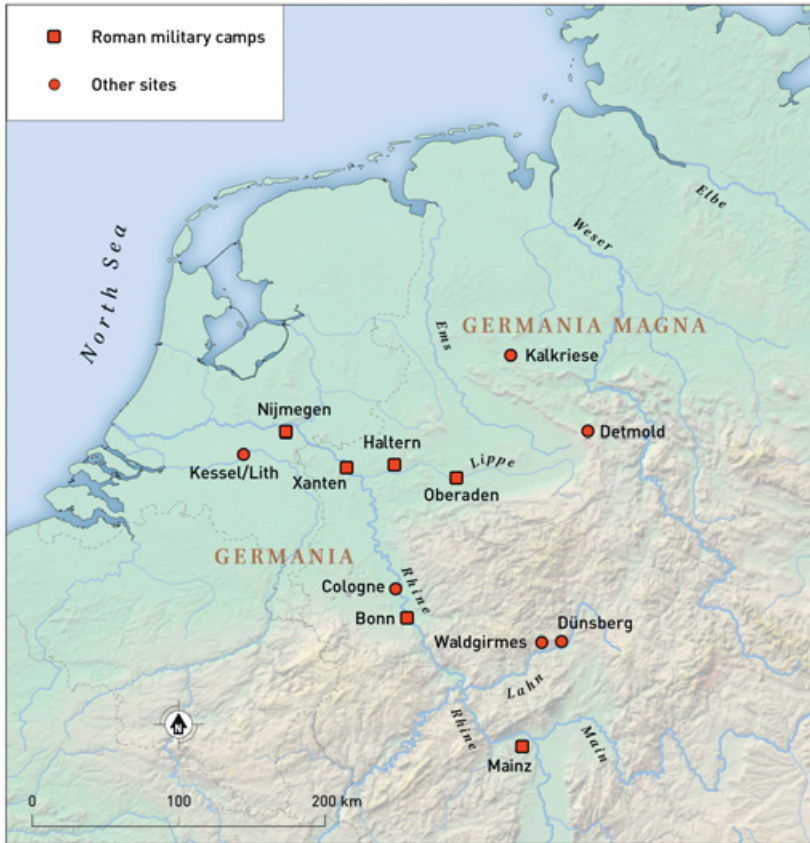 Roman military camps
Other sites
North Sea
Elbe
Weser
Ems
GERMANIA MAGNA
Kalkriese
Nijmegen
Detmold
Haltern
Lippe
Kessel/Lith
Xanten
Oberaden
GERMANIA
Cologne
Rhine
Bonn
Dünsberg
Waldgirmes
Lahn
Rhine
Main
N
Mainz
0 100 200 km